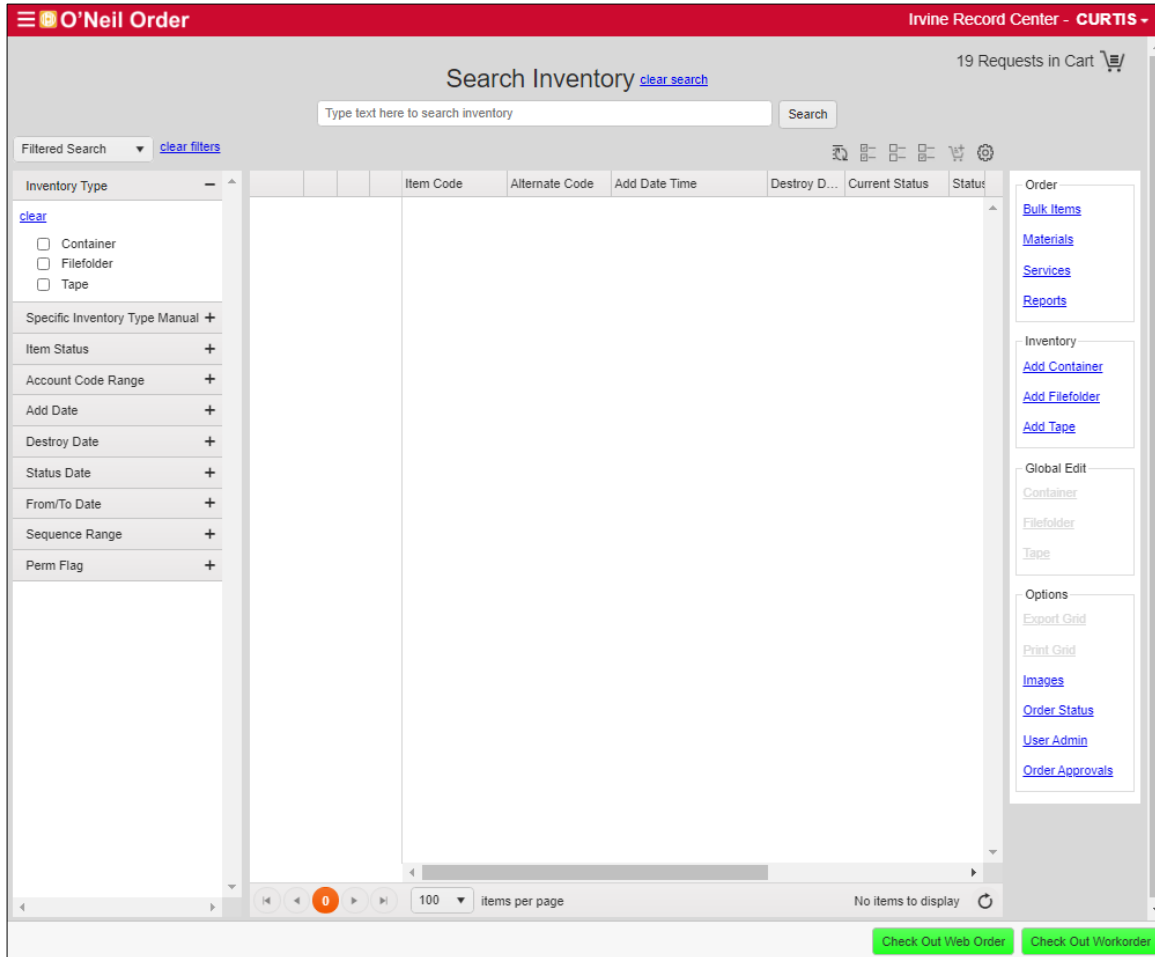 O'Neil Order
Irvine Record Center - CURTIS
19 Requests in Cart
Search Inventory clear search
Type text here to search inventory
Search
Filtered Search clear filters
Inventory Type
clear
Container
Filefolder
Tape
Specific Inventory Type Manual
Item Status
Account Code Range
Add Date
Destroy Date
Status Date
From/To Date
Sequence Range
Perm Flag
Item Code Alternate Code Add Date Time Destroy D... Current Status Status
0
100 items per page
No items to display
Order
Bulk Items
Materials
Services
Reports
Inventory
Add Container
Add Filefolder
Add Tape
Global Edit
Container
Filefolder
Tape
Options
Export Grid
Print Grid
Images
Order Status
User Admin
Order Approvals
Check Out Web Order
Check Out Workorder